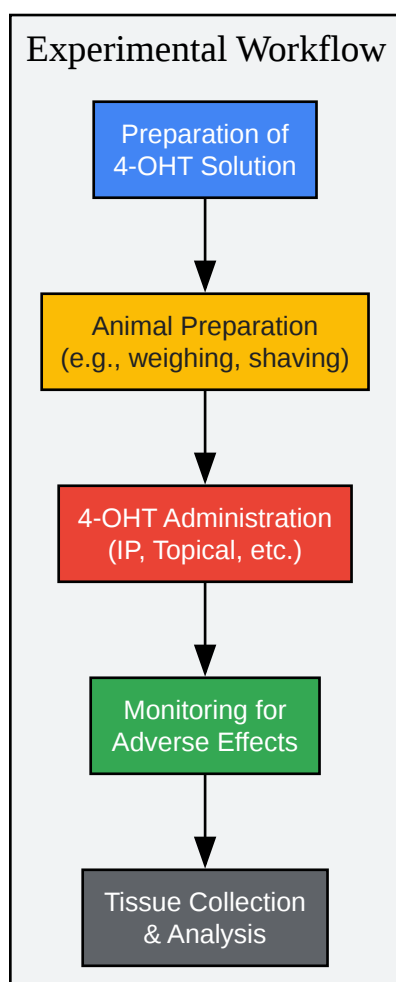 Experimental Workflow
Preparation of
4-OHT Solution
Animal Preparation
(e.g., weighing, shaving)
4-OHT Administration
(IP, Topical, etc.)
Monitoring for
Adverse Effects
Tissue Collection
& Analysis